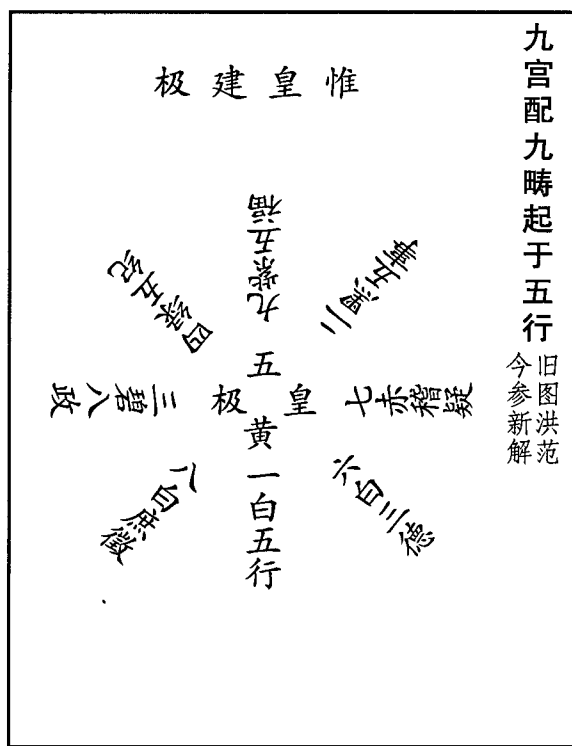 九宫配九畴起于五行
旧图洪范
今参新解
惟皇建极
九紫五福
二黑五事
四绿五纪
五黄
皇极
七赤稽疑
三碧八政
一白五行
六白三德
八白庶徵